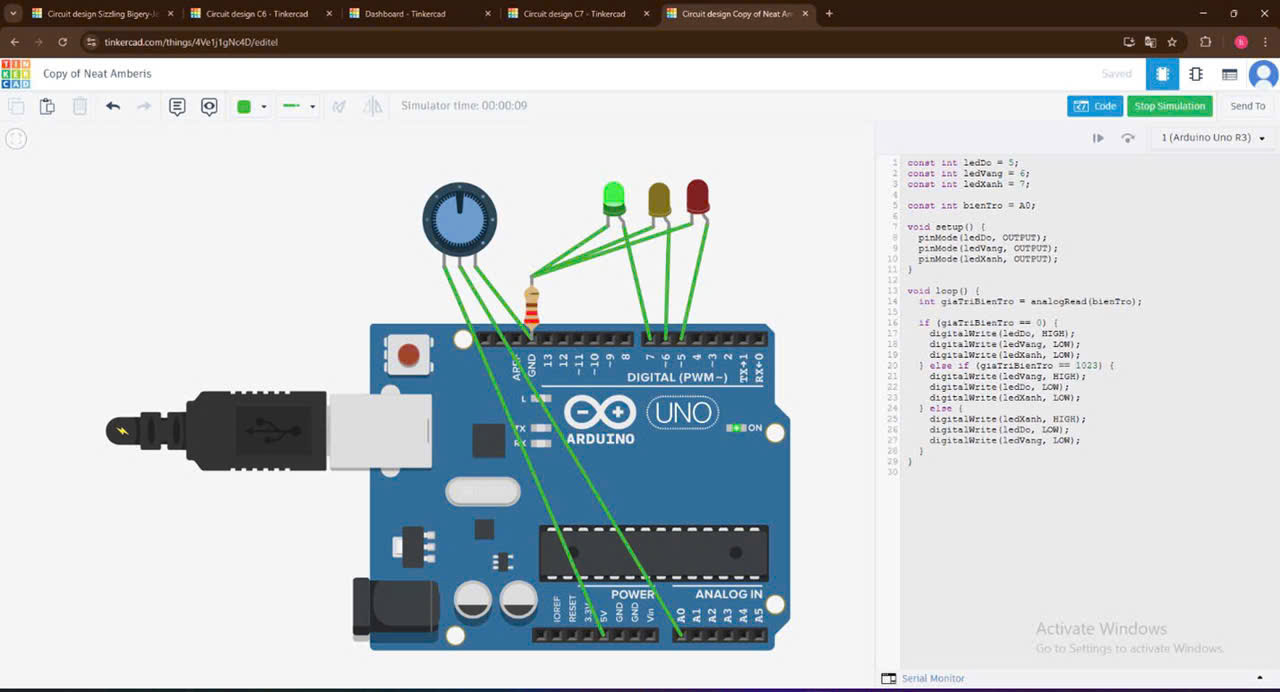 Circuit design Sizzling Bigery-J
Circuit design C6 - Tinkercad
Dashboard - Tinkercad
Circuit design C7 - Tinkercad
Circuit design Copy of Neat Am
tinkercad.com/things/4Ve1j1gNc4D/editel
TIN
KER
CAD
Copy of Neat Amberis
Saved
Simulator time: 00:00:09
Code
Stop Simulation
Send To
1 (Arduino Uno R3)
1 const int ledDo = 5;
2 const int ledVang = 6;
3 const int ledXanh = 7;
4
5 const int bienTro = A0;
6
7 void setup() {
8 pinMode(ledDo, OUTPUT);
9 pinMode(ledVang, OUTPUT);
10 pinMode(ledXanh, OUTPUT);
11 }
12
13 void loop() {
14 int giaTriBienTro = analogRead(bienTro);
15
16 if (giaTriBienTro == 0) {
17 digitalWrite(ledDo, HIGH);
18 digitalWrite(ledVang, LOW);
19 digitalWrite(ledXanh, LOW);
20 } else if (giaTriBienTro == 1023) {
21 digitalWrite(ledVang, HIGH);
22 digitalWrite(ledDo, LOW);
23 digitalWrite(ledXanh, LOW);
24 } else {
25 digitalWrite(ledXanh, HIGH);
26 digitalWrite(ledDo, LOW);
27 digitalWrite(ledVang, LOW);
28 }
29 }
30
GND
13
12
~11
~10
~9
8
7
~6
~5
4
~3
2
TX→1
RX←0
DIGITAL (PWM~)
L
TX
RX
ARDUINO
UNO
ON
POWER
ANALOG IN
IOREF
RESET
3.3V
5V
GND
GND
Vin
A0
A1
A2
A3
A4
A5
Activate Windows
Go to Settings to activate Windows.
Serial Monitor